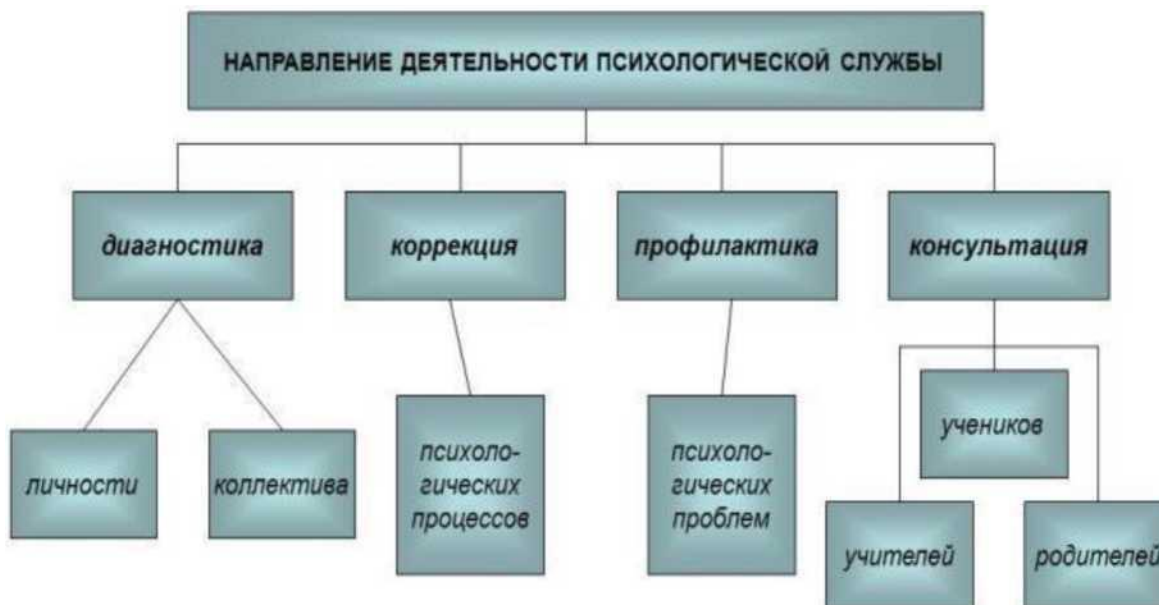 НАПРАВЛЕНИЕ ДЕЯТЕЛЬНОСТИ ПСИХОЛОГИЧЕСКОЙ СЛУЖБЫ
диагностика
коррекция
профилактика
консультация
личности
коллектива
психоло-
гических
процессов
психоло-
гических
проблем
учеников
учителей
родителей